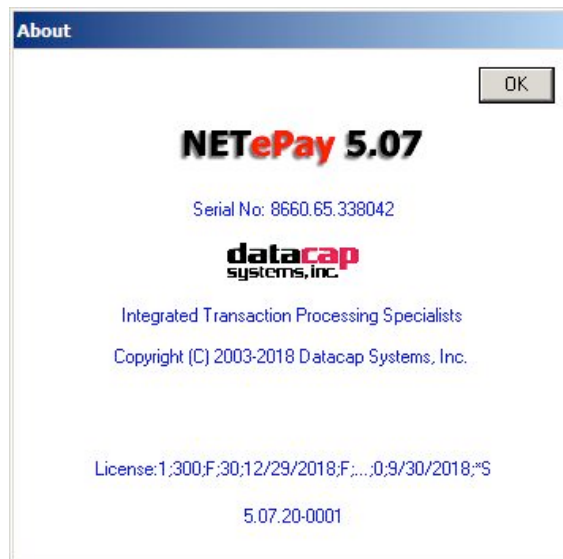 About
OK
NETePay 5.07
Serial No: 8660.65.338042
datacap
systems, inc.
Integrated Transaction Processing Specialists
Copyright (C) 2003-2018 Datacap Systems, Inc.
License:1;300;F;30;12/29/2018;F;...;0;9/30/2018;*S
5.07.20-0001